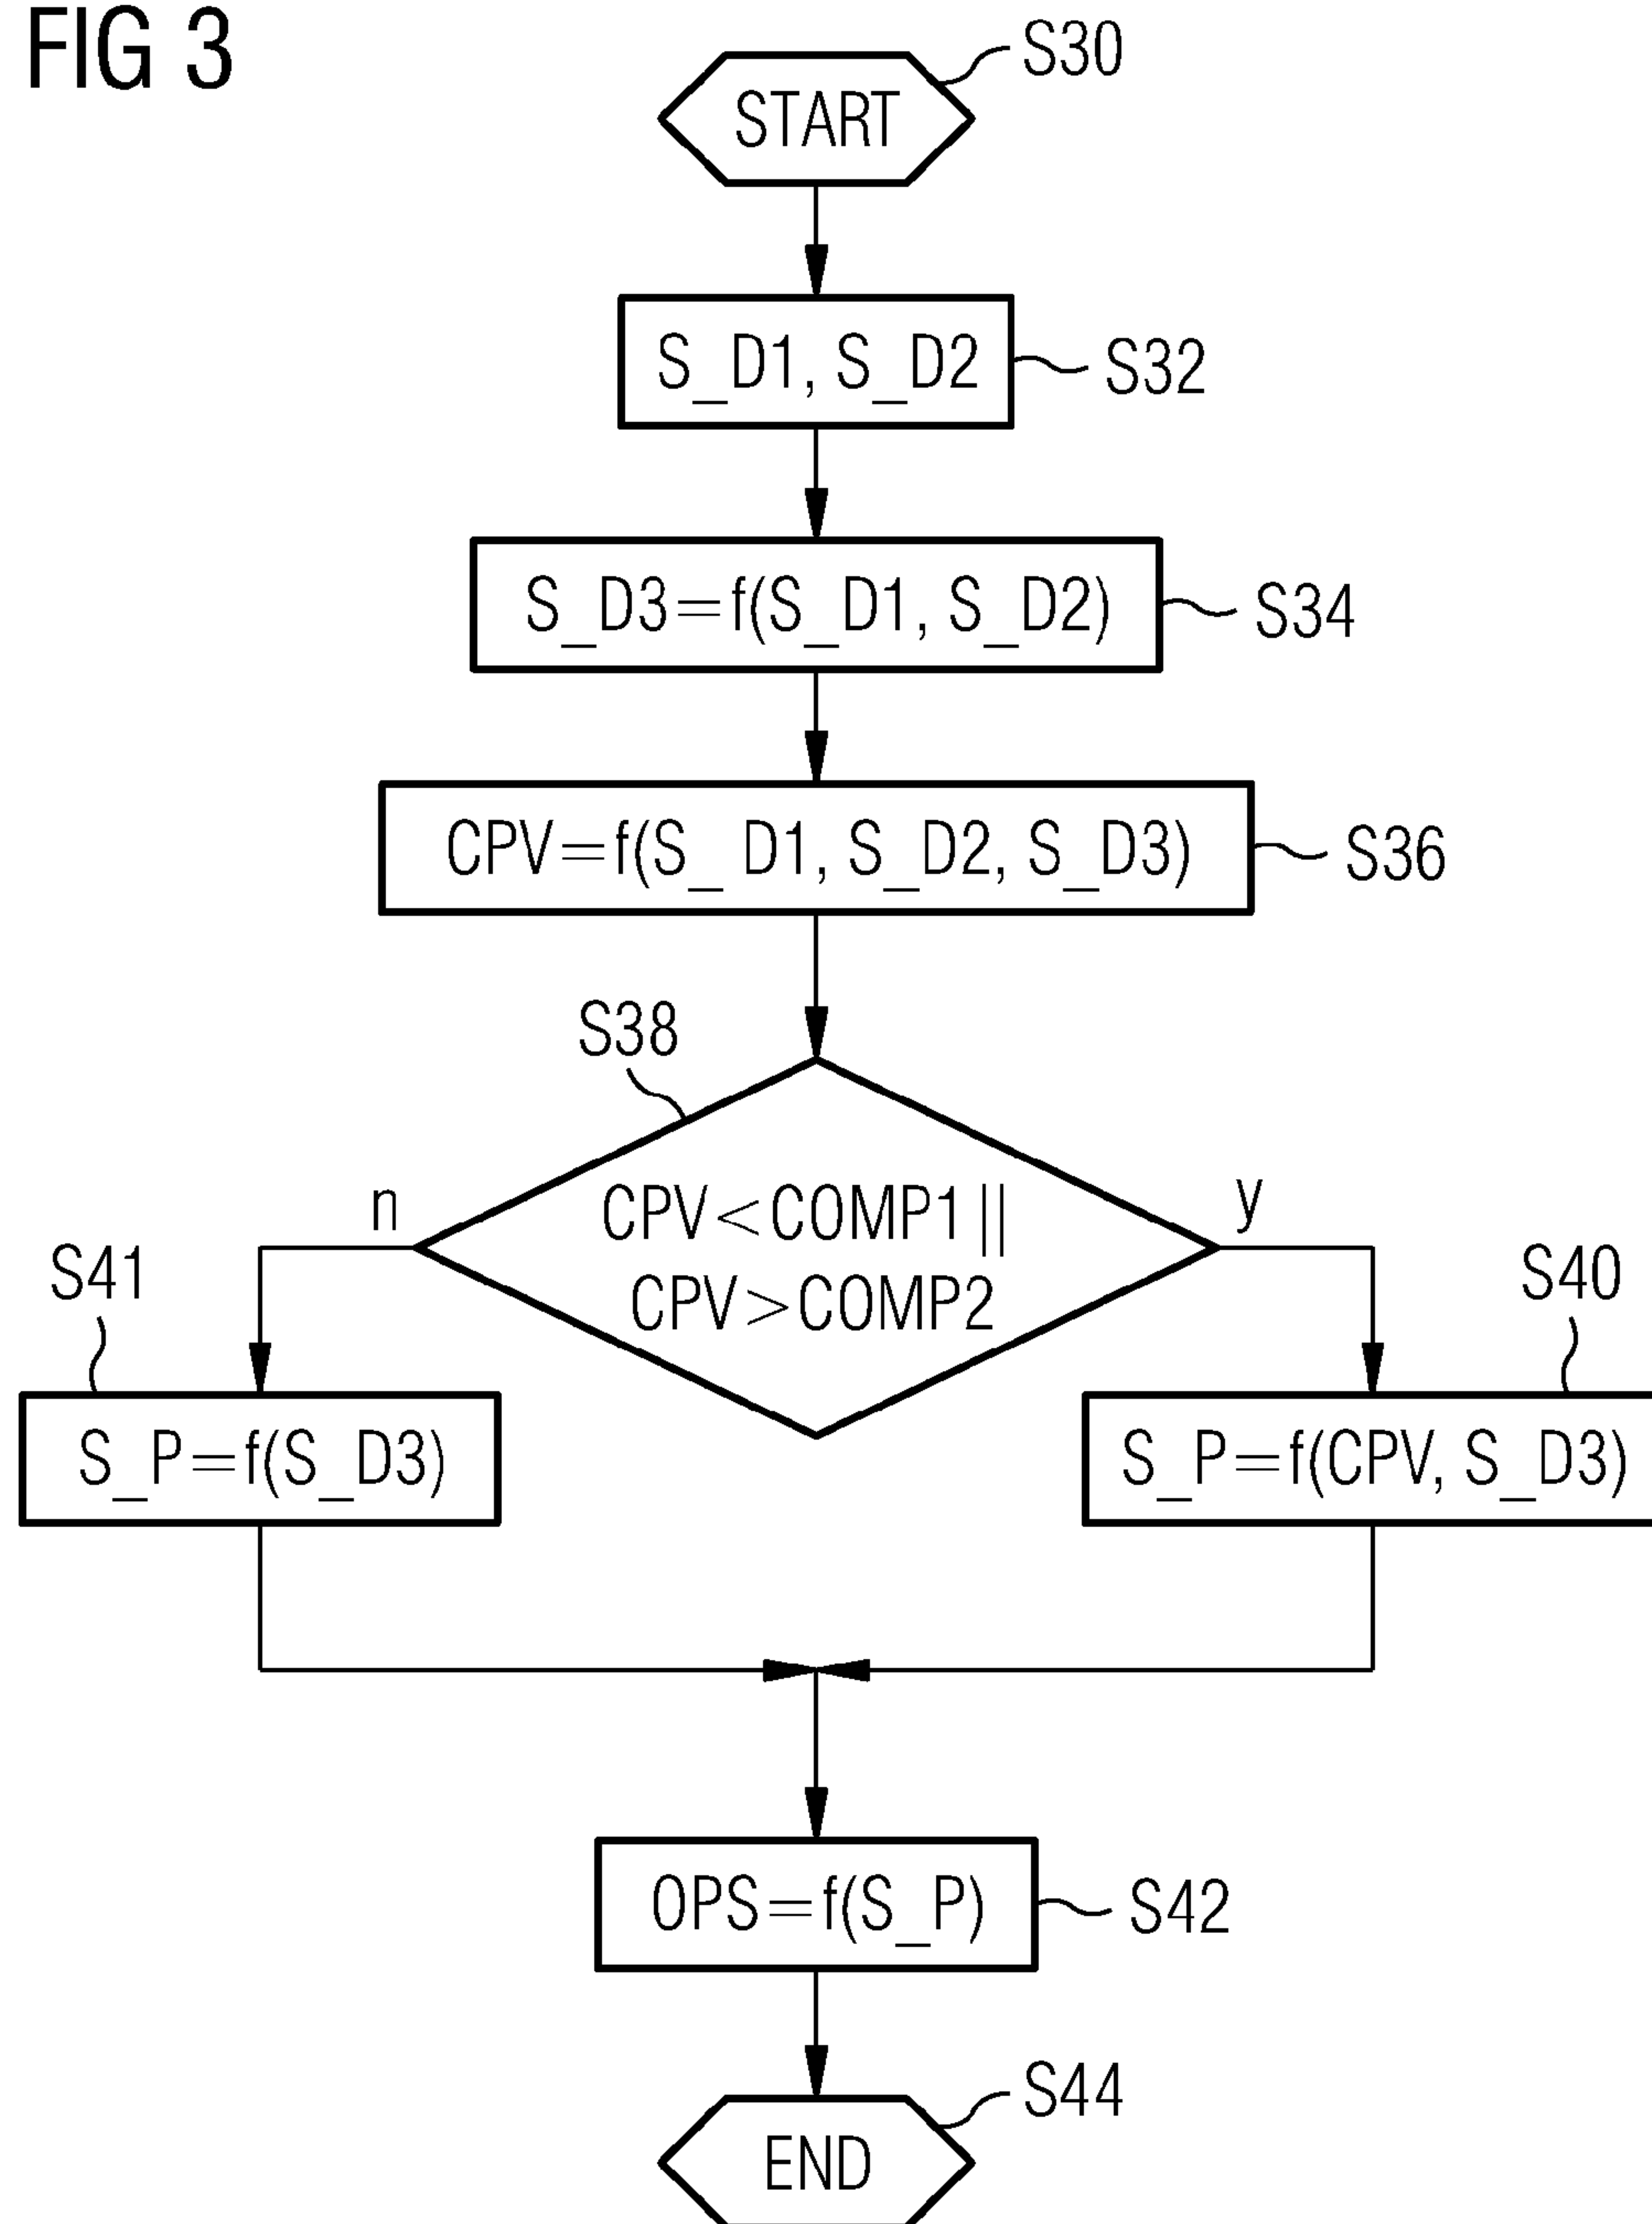 FIG 3
START
S30
S_D1, S_D2
S32
S_D3=f(S_D1, S_D2)
S34
CPV=f(S_ D1, S_D2, S_D3)
S36
S38
CPV<COMP1||
CPV>COMP2
n
y
S41
S40
S_P=f(S_D3)
S_P=f(CPV, S_D3)
OPS=f(S_P)
S42
S44
END